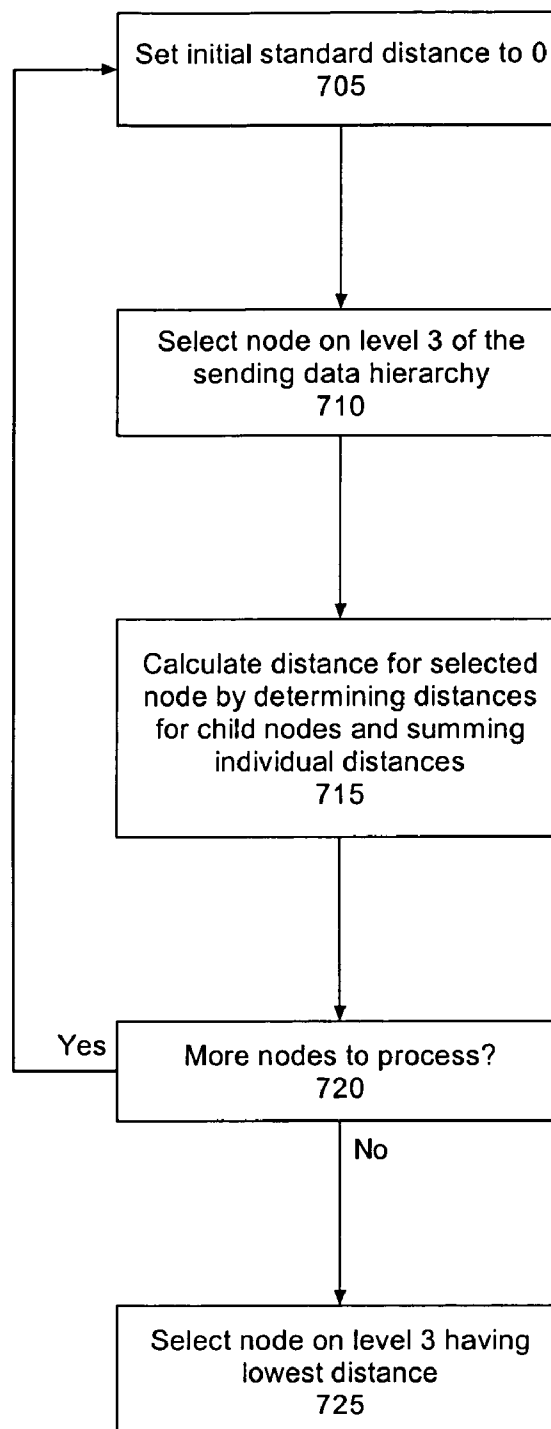 Set initial standard distance to 0
705
Select node on level 3 of the
sending data hierarchy
710
Calculate distance for selected
node by determining distances
for child nodes and summing
individual distances
715
Yes
More nodes to process?
720
No
Select node on level 3 having
lowest distance
725